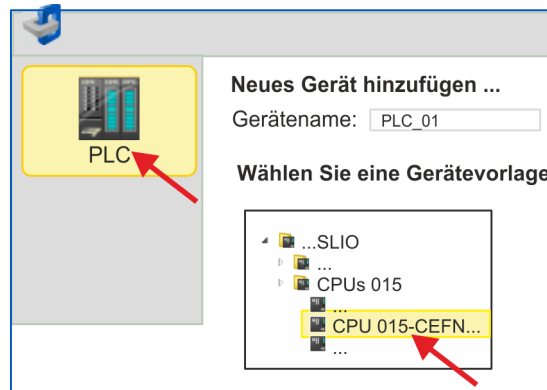 Neues Gerät hinzufügen ...
Gerätename: PLC_01
PLC
Wählen Sie eine Gerätevorlage
...SLIO
...
CPUs 015
...
CPU 015-CEFN...
...